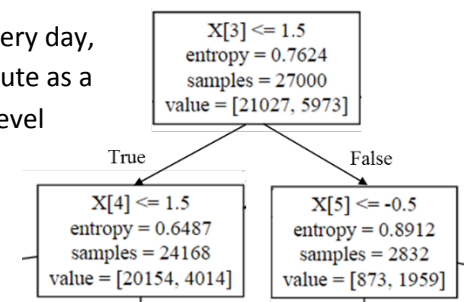 ery day,
ute as a
evel
X[3] <= 1.5
entropy = 0.7624
samples = 27000
value = [21027, 5973]
True
False
X[4] <= 1.5
entropy = 0.6487
samples = 24168
value = [20154, 4014]
X[5] <= -0.5
entropy = 0.8912
samples = 2832
value = [873, 1959]